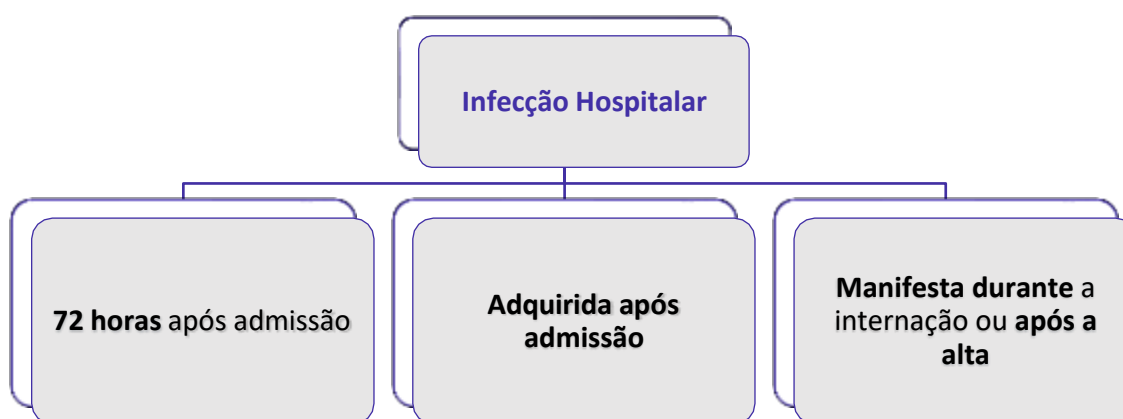 Infecção Hospitalar
72 horas após admissão
Adquirida após
admissão
Manifesta durante a
internação ou após a
alta